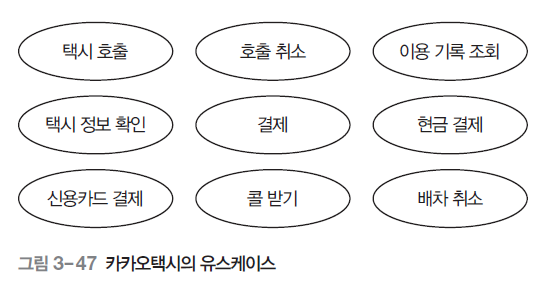 택시 호출 호출 취소 이용 기록 조회
택시 정보 확인 결제 현금 결제
신용카드 결제 콜 받기 배차 취소
그림 3-47 카카오택시의 유스케이스